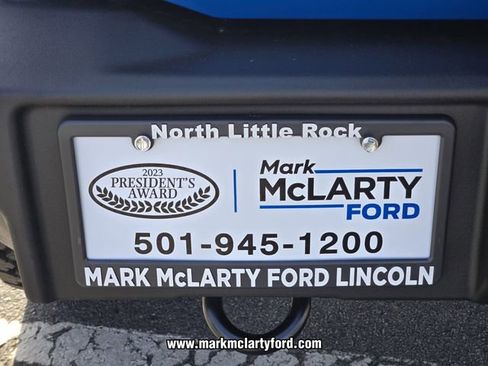 North Little Rock
2023
PRESIDENT'S
AWARD
Mark
McLARTY
FORD
501-945-1200
MARK McLARTY FORD LINCOLN
www.markmclartyford.com